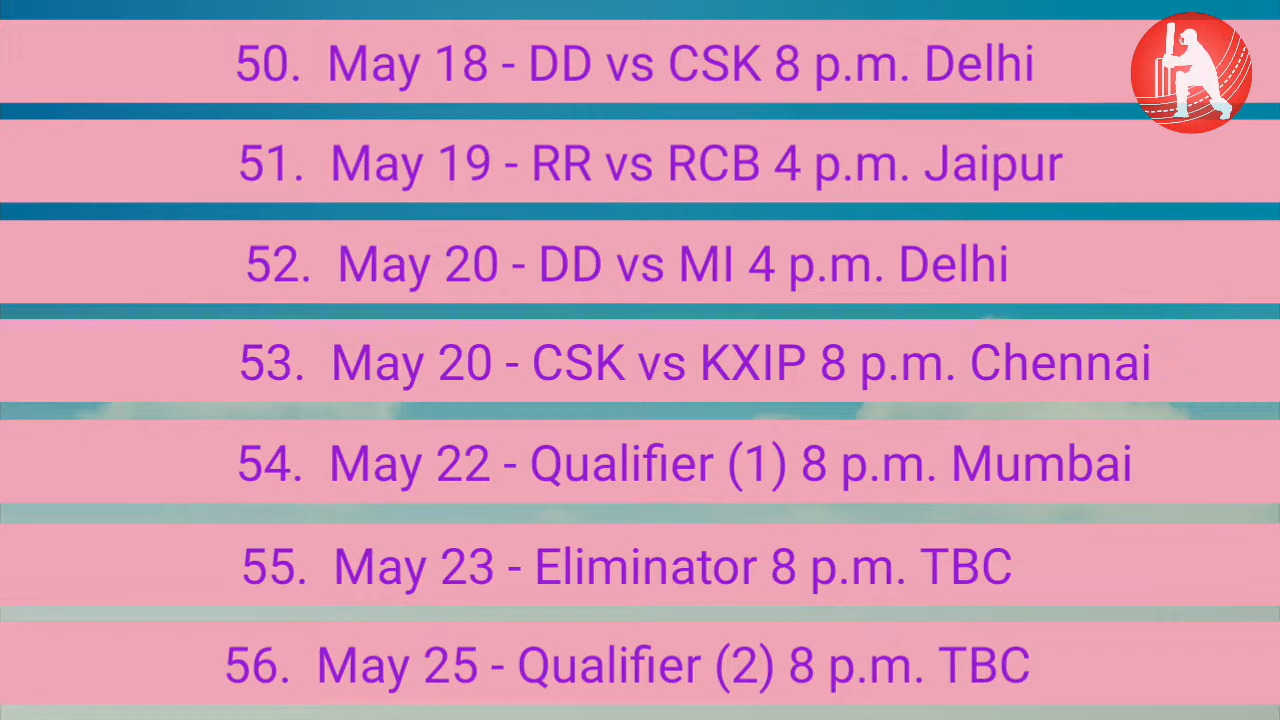 50. May 18 - DD vs CSK 8 p.m. Delhi
51. May 19 - RR vs RCB 4 p.m. Jaipur
52. May 20 - DD vs MI 4 p.m. Delhi
53. May 20 - CSK vs KXIP 8 p.m. Chennai
54. May 22 - Qualifier (1) 8 p.m. Mumbai
55. May 23 - Eliminator 8 p.m. TBC
56. May 25 - Qualifier (2) 8 p.m. TBC